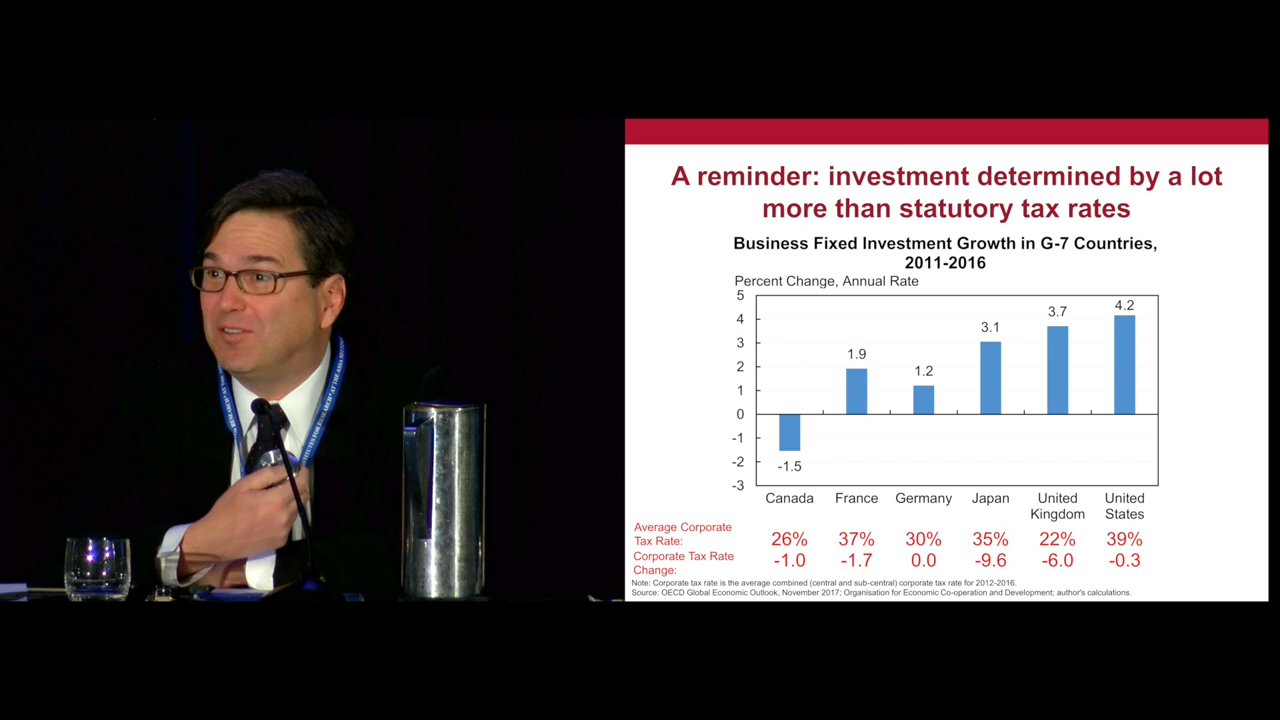 A reminder: investment determined by a lot
more than statutory tax rates
Business Fixed Investment Growth in G-7 Countries,
2011-2016
Percent Change, Annual Rate
5
4
3
2
1
0
-1
-2
-3
-1.5
1.9
1.2
3.1
3.7
4.2
Canada France Germany Japan United Kingdom United States
Average Corporate
Tax Rate: 26% 37% 30% 35% 22% 39%
Corporate Tax Rate
Change: -1.0 -1.7 0.0 -9.6 -6.0 -0.3
Note: Corporate tax rate is the average combined (central and sub-central) corporate tax rate for 2012-2016.
Source: OECD Global Economic Outlook, November 2017; Organisation for Economic Co-operation and Development; author's calculations.